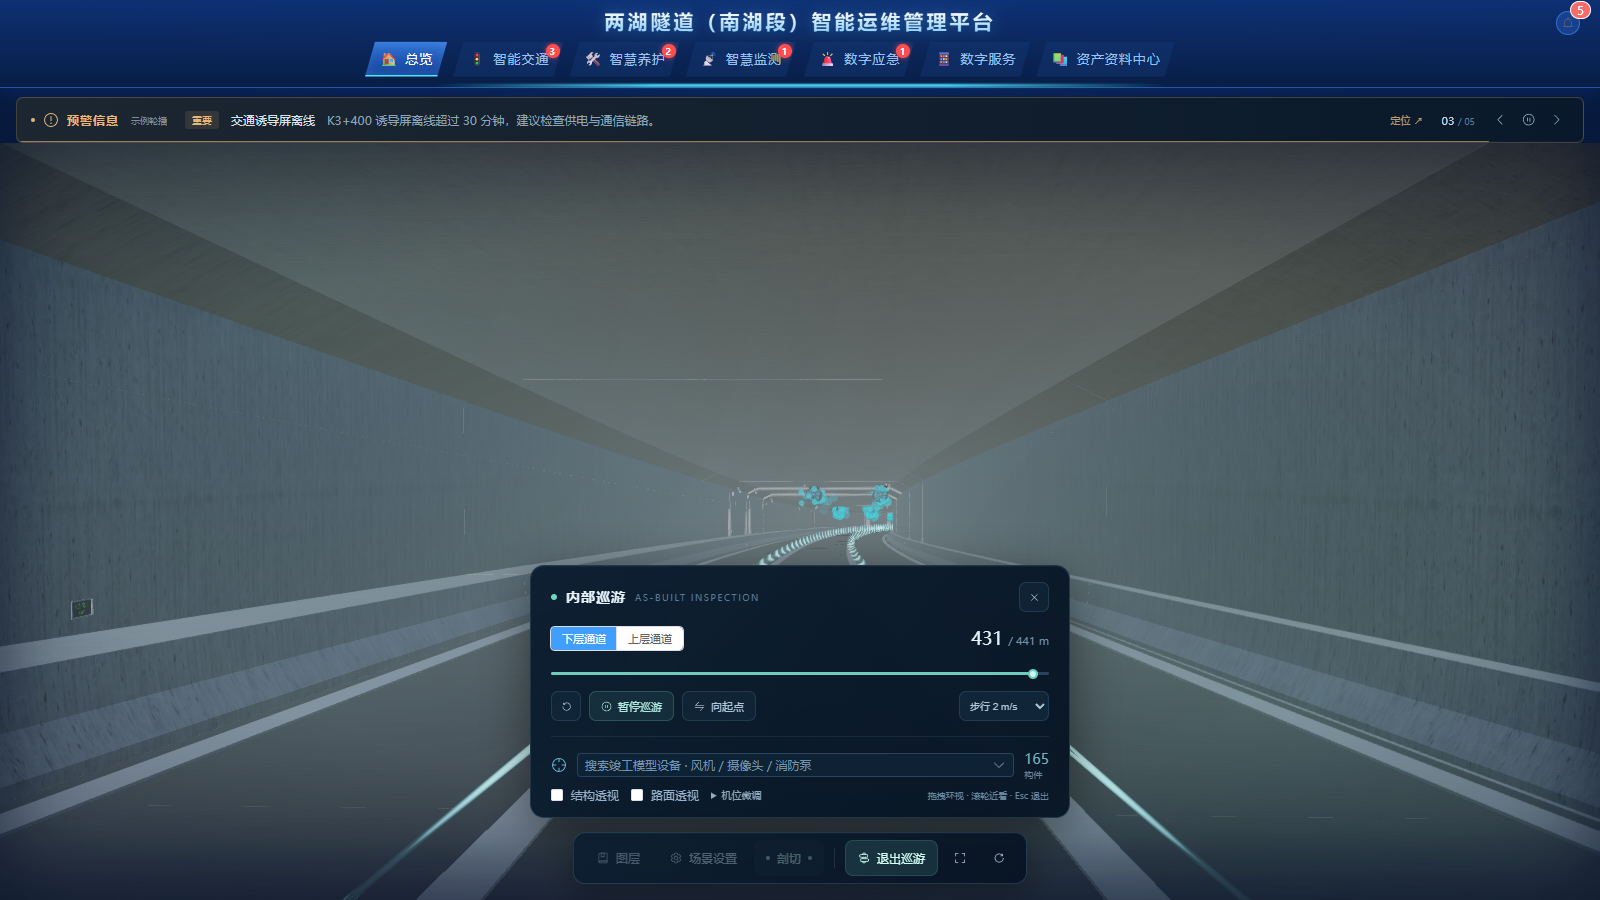 两湖隧道（南湖段）智能运维管理平台
5
总览
智能交通 3
智慧养护 2
智慧监测 1
数字应急 1
数字服务
资产资料中心
预警信息 示例轮播 重要 交通诱导屏离线 K3+400 诱导屏离线超过 30 分钟，建议检查供电与通信链路。 定位 ↗ 03 / 05
内部巡游 AS-BUILT INSPECTION ×
下层通道 上层通道 431 / 441 m
暂停巡游 向起点 步行 2 m/s
搜索竣工模型设备 · 风机 / 摄像头 / 消防泵 165
构件
结构透视 路面透视 ▶ 机位微调 拖拽环视 · 滚轮近看 · Esc 退出
图层 场景设置 • 剖切 • 退出巡游